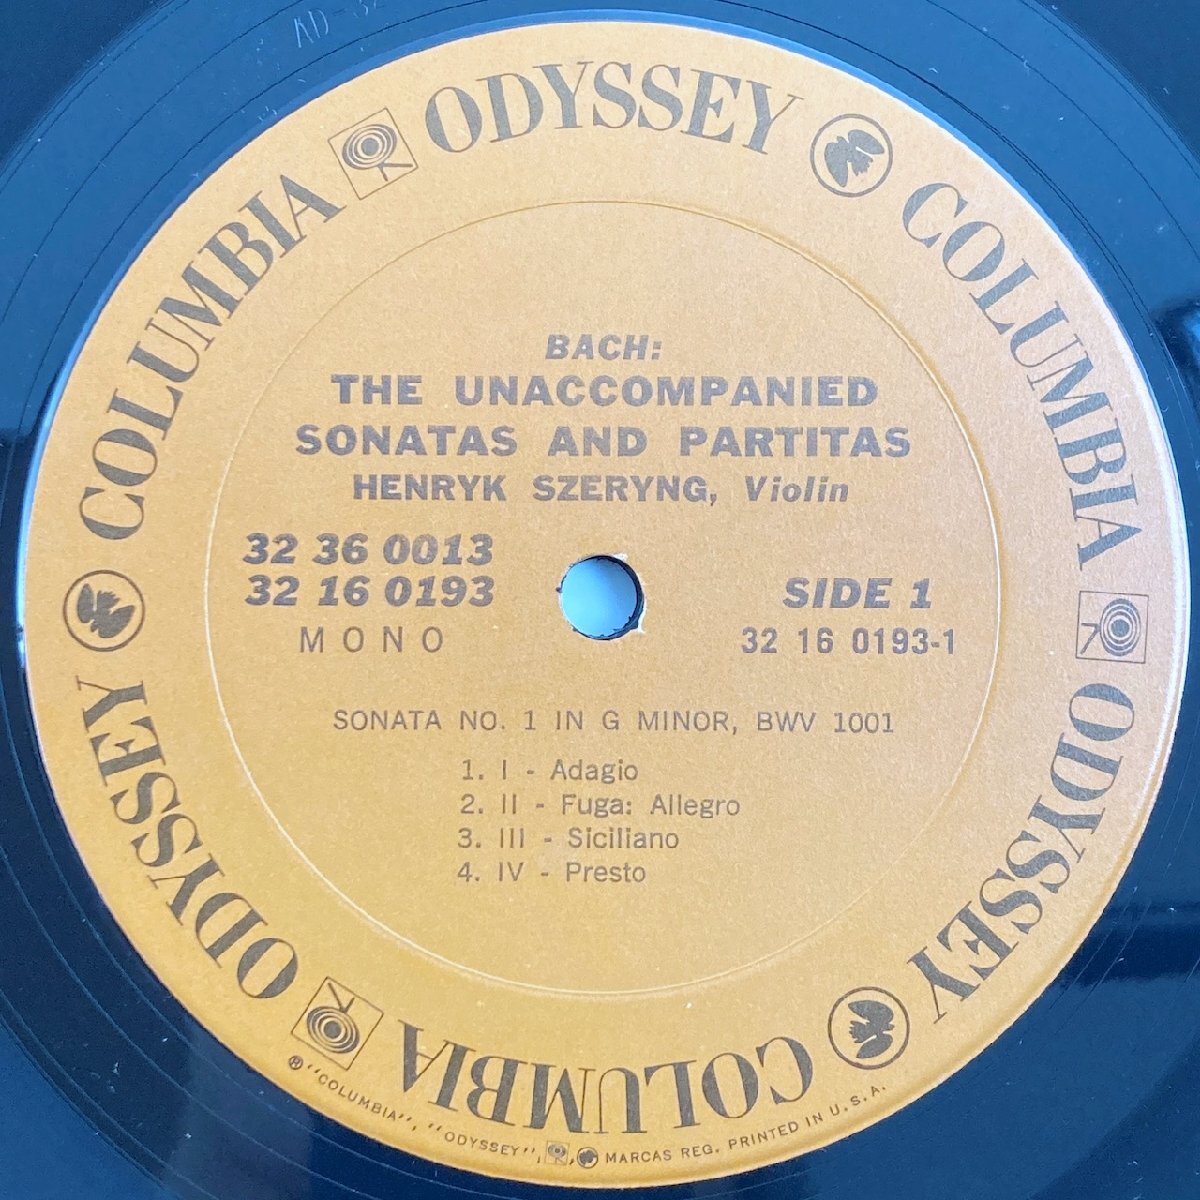 COLUMBIA ODYSSEY COLUMBIA ODYSSEY COLUMBIA ODYSSEY
BACH:
THE UNACCOMPANIED
SONATAS AND PARTITAS
HENRYK SZERYNG, Violin
32 36 0013
32 16 0193
MONO
SIDE 1
32 16 0193-1
SONATA NO. 1 IN G MINOR, BWV 1001
1. I - Adagio
2. II - Fuga: Allegro
3. III - Siciliano
4. IV - Presto
® "COLUMBIA", "ODYSSEY", , MARCAS REG. PRINTED IN U.S.A.